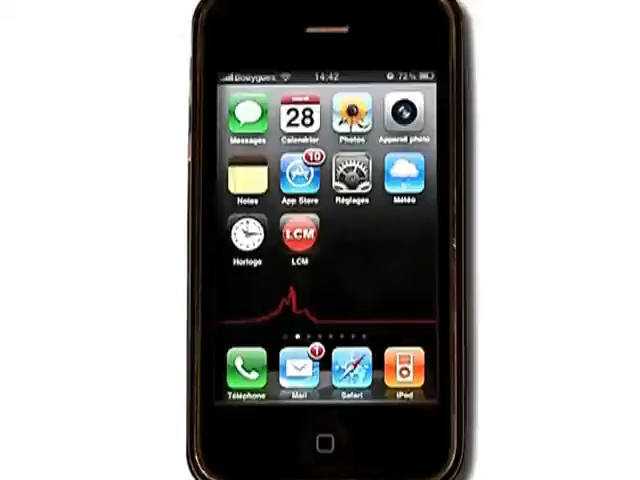 Bouygues 14:42 72 %
28
Messages Calendrier Photos Appareil photo
10
Notes App Store Réglages Météo
LCM
Horloge LCM
1
Téléphone Mail Safari iPod